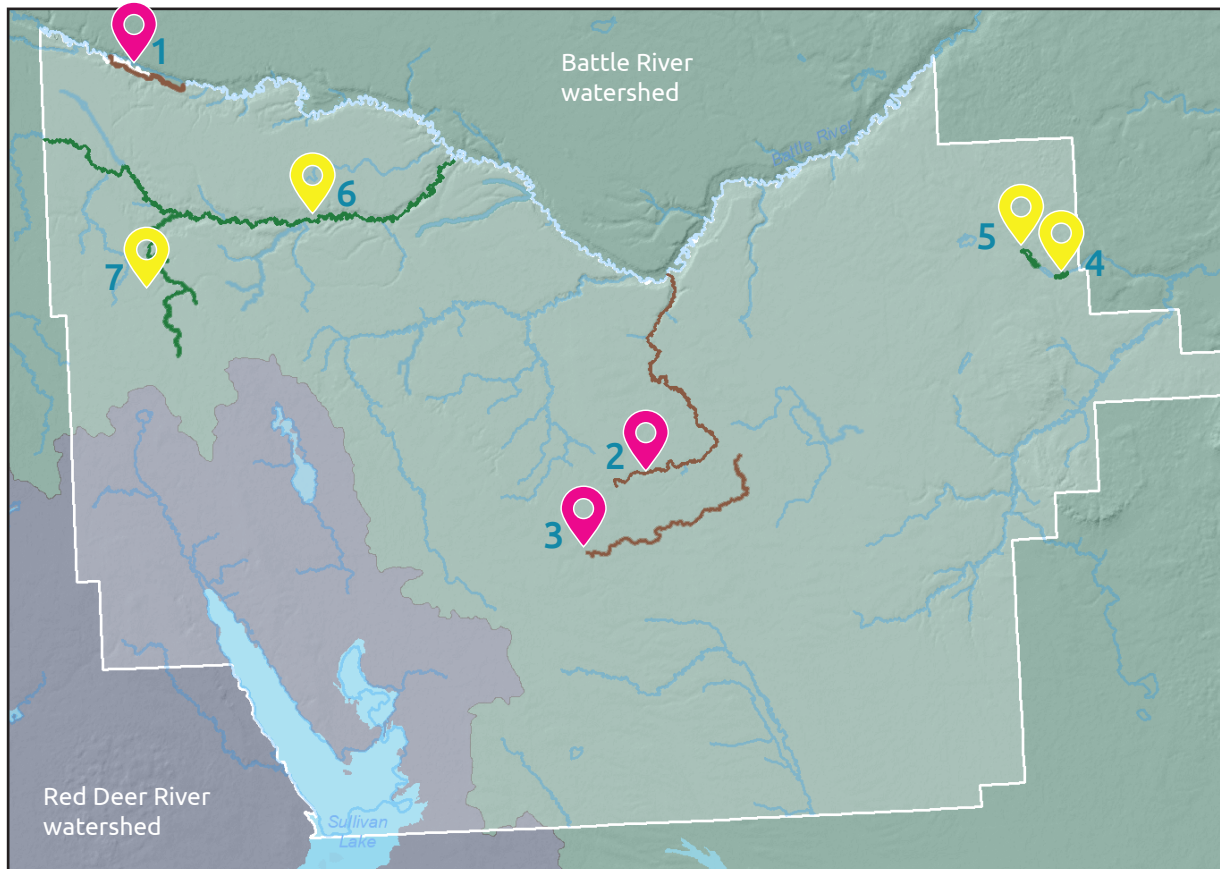 1
Battle River
watershed
Battle River
6
5
4
7
2
3
Red Deer River
watershed
Sullivan
Lake